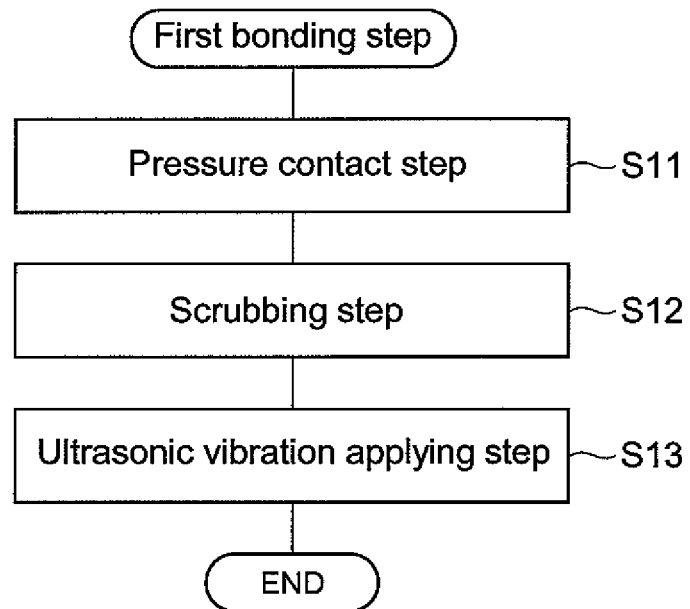 First bonding step
Pressure contact step
S11
Scrubbing step
S12
Ultrasonic vibration applying step
S13
END